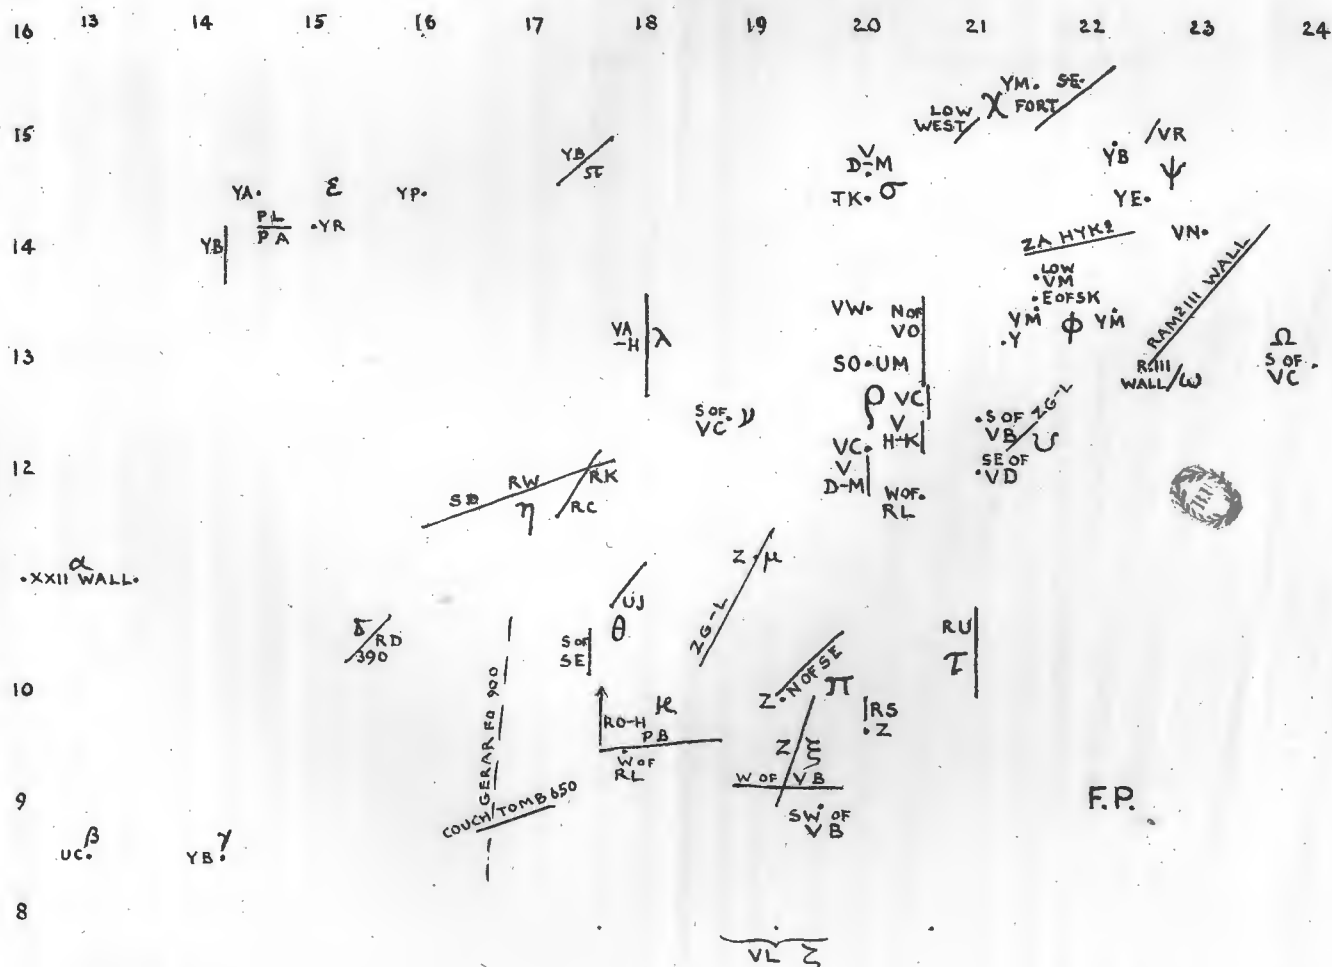 16 13 14 15 16 17 18 19 20 21 22 23 24
YM. SE.
LOW χ FORT
WEST
15
VR
YB
YB
V
D-M
ψ
YA. ε YP.
TK. σ
YE.
PL
PA
.YR
VN.
14
YB
ZA HYK?
LOW
VM
E OF SK
RAM? III WALL
VW. N OF
VO
YM φ YM
.Y
VA
-H λ
Ω
13
SO.UM
R.III
WALL ω
S OF
VC
ρ VC
ZG-L
S OF
VC ν
V
H-K
.S OF
VB υ
12
VC.
SE OF
VD
RW RK
SD
V
D-M
W OF.
RL
η RC
α
.XXII WALL.
Z . μ
ZG-L
UJ
θ
δ RD
390
S OF
SE
RU
τ
10
Z . N OF SE
π
GERAR FO 900
RO-H ϰ
PB
RS
. Z
W OF
RL
Z ξ
W OF VB
9
COUCH TOMB 650
SW OF
VB
F.P.
β
UC.
γ
YB .
8
VL ζ